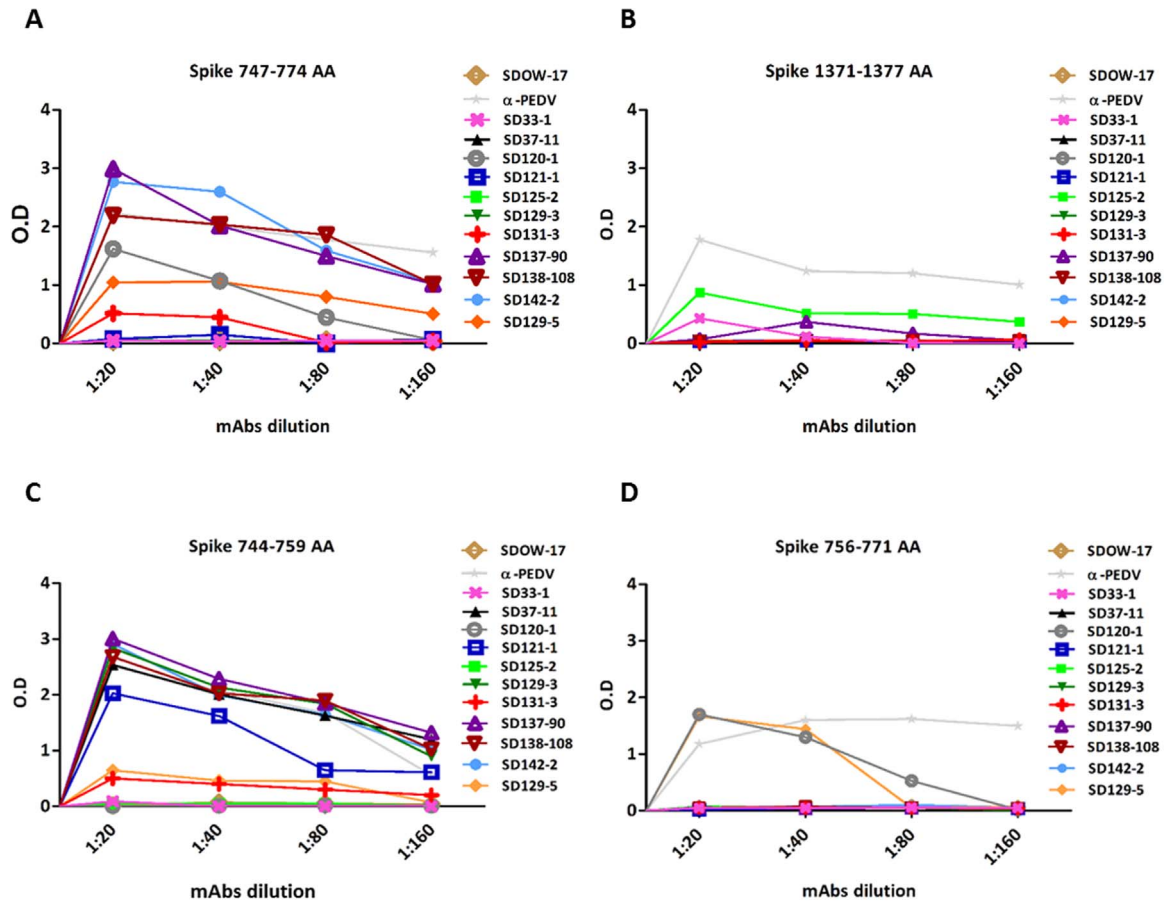 A
Spike 747-774 AA
O.D
4
3
2
1
0
1:20
1:40
1:80
1:160
mAbs dilution
SDOW-17
α-PEDV
SD33-1
SD37-11
SD120-1
SD121-1
SD125-2
SD129-3
SD131-3
SD137-90
SD138-108
SD142-2
SD129-5
B
Spike 1371-1377 AA
O.D
4
3
2
1
0
1:20
1:40
1:80
1:160
mAbs dilution
SDOW-17
α-PEDV
SD33-1
SD37-11
SD120-1
SD121-1
SD125-2
SD129-3
SD131-3
SD137-90
SD138-108
SD142-2
SD129-5
C
Spike 744-759 AA
O.D
4
3
2
1
0
1:20
1:40
1:80
1:160
mAbs dilution
SDOW-17
α-PEDV
SD33-1
SD37-11
SD120-1
SD121-1
SD125-2
SD129-3
SD131-3
SD137-90
SD138-108
SD142-2
SD129-5
D
Spike 756-771 AA
O.D
4
3
2
1
0
1:20
1:40
1:80
1:160
mAbs dilution
SDOW-17
α-PEDV
SD33-1
SD37-11
SD120-1
SD121-1
SD125-2
SD129-3
SD131-3
SD137-90
SD138-108
SD142-2
SD129-5